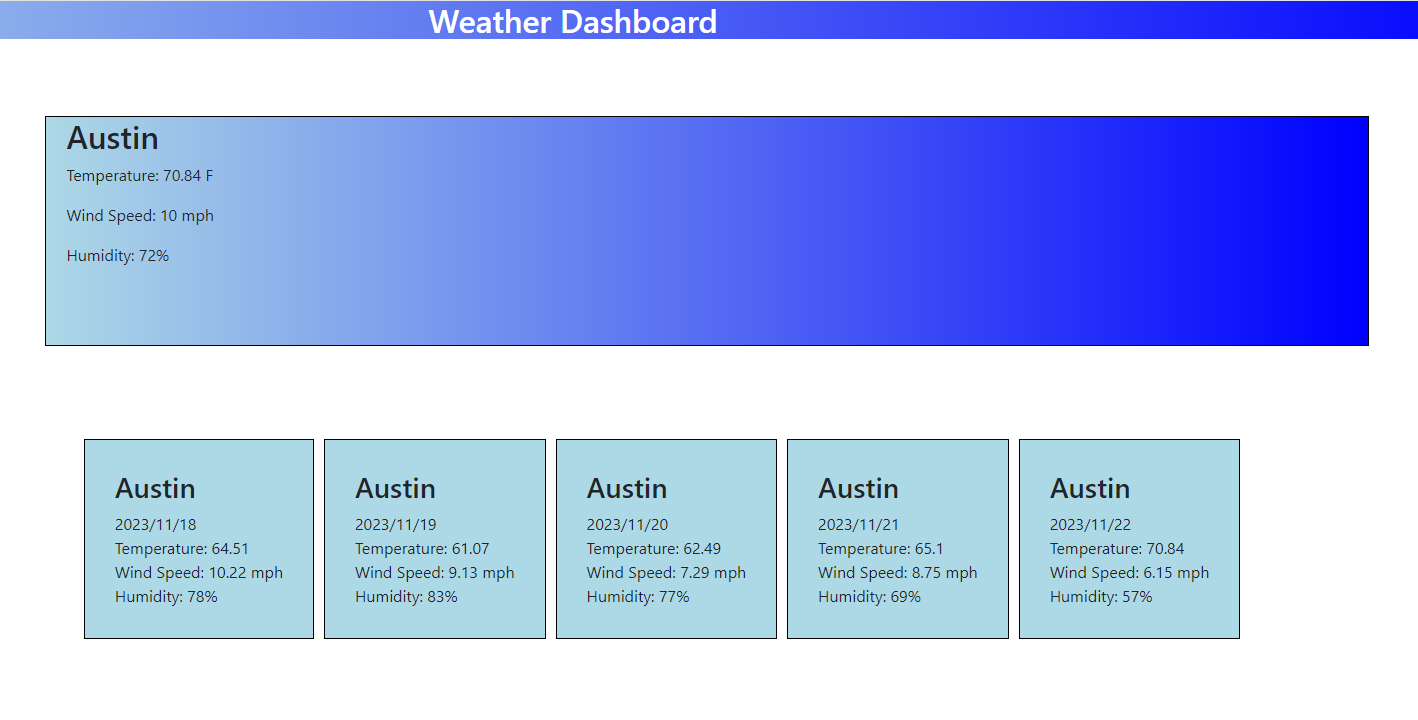 Weather Dashboard
Austin
Temperature: 70.84 F
Wind Speed: 10 mph
Humidity: 72%
Austin
2023/11/18
Temperature: 64.51
Wind Speed: 10.22 mph
Humidity: 78%
Austin
2023/11/19
Temperature: 61.07
Wind Speed: 9.13 mph
Humidity: 83%
Austin
2023/11/20
Temperature: 62.49
Wind Speed: 7.29 mph
Humidity: 77%
Austin
2023/11/21
Temperature: 65.1
Wind Speed: 8.75 mph
Humidity: 69%
Austin
2023/11/22
Temperature: 70.84
Wind Speed: 6.15 mph
Humidity: 57%